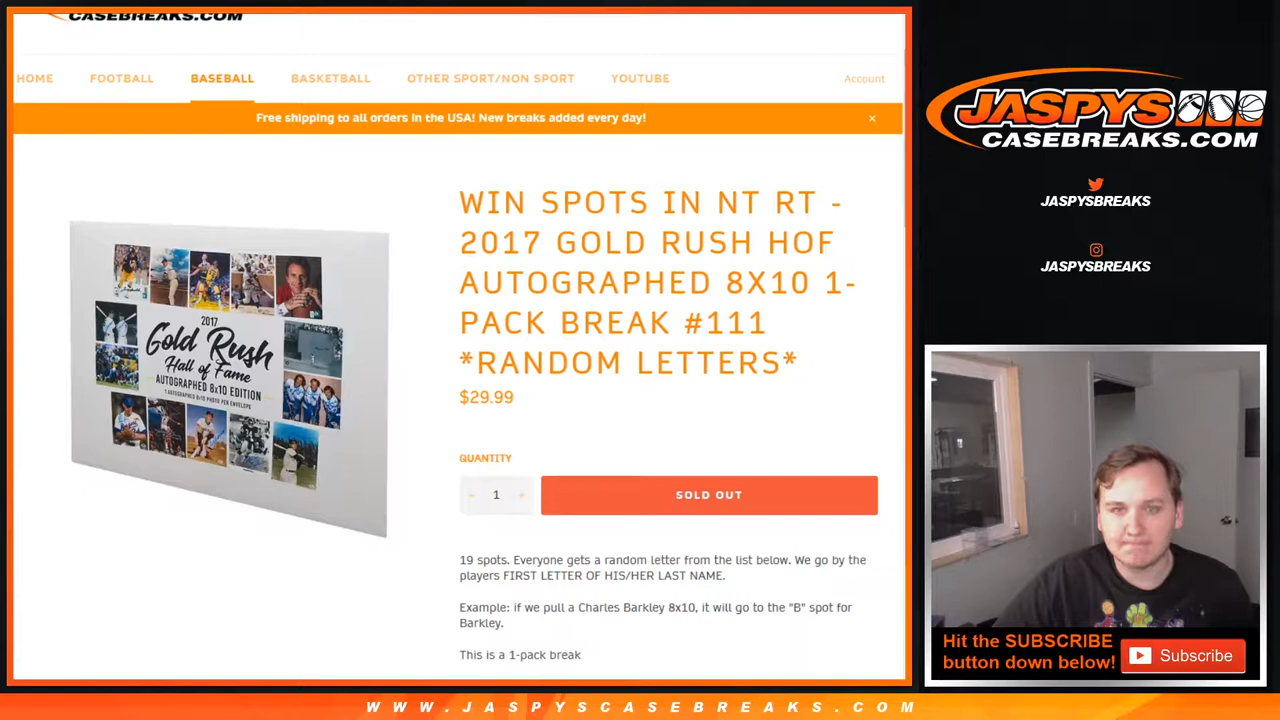 CASEBREAKS.COM
HOME FOOTBALL BASEBALL BASKETBALL OTHER SPORT/NON SPORT YOUTUBE Account
Free shipping to all orders in the USA! New breaks added every day! ×
WIN SPOTS IN NT RT -
2017 GOLD RUSH HOF
AUTOGRAPHED 8X10 1-
PACK BREAK #111
*RANDOM LETTERS*
$29.99
QUANTITY
− 1 +
SOLD OUT
19 spots. Everyone gets a random letter from the list below. We go by the
players FIRST LETTER OF HIS/HER LAST NAME.
Example: if we pull a Charles Barkley 8x10, it will go to the "B" spot for
Barkley.
This is a 1-pack break
2017
Gold Rush
Hall of Fame
AUTOGRAPHED 8x10 EDITION
1 AUTOGRAPHED 8x10 PHOTO PER ENVELOPE
JASPYS
CASEBREAKS.COM
JASPYSBREAKS
JASPYSBREAKS
Hit the SUBSCRIBE
button down below!
Subscribe
WWW.JASPYSCASEBREAKS.COM